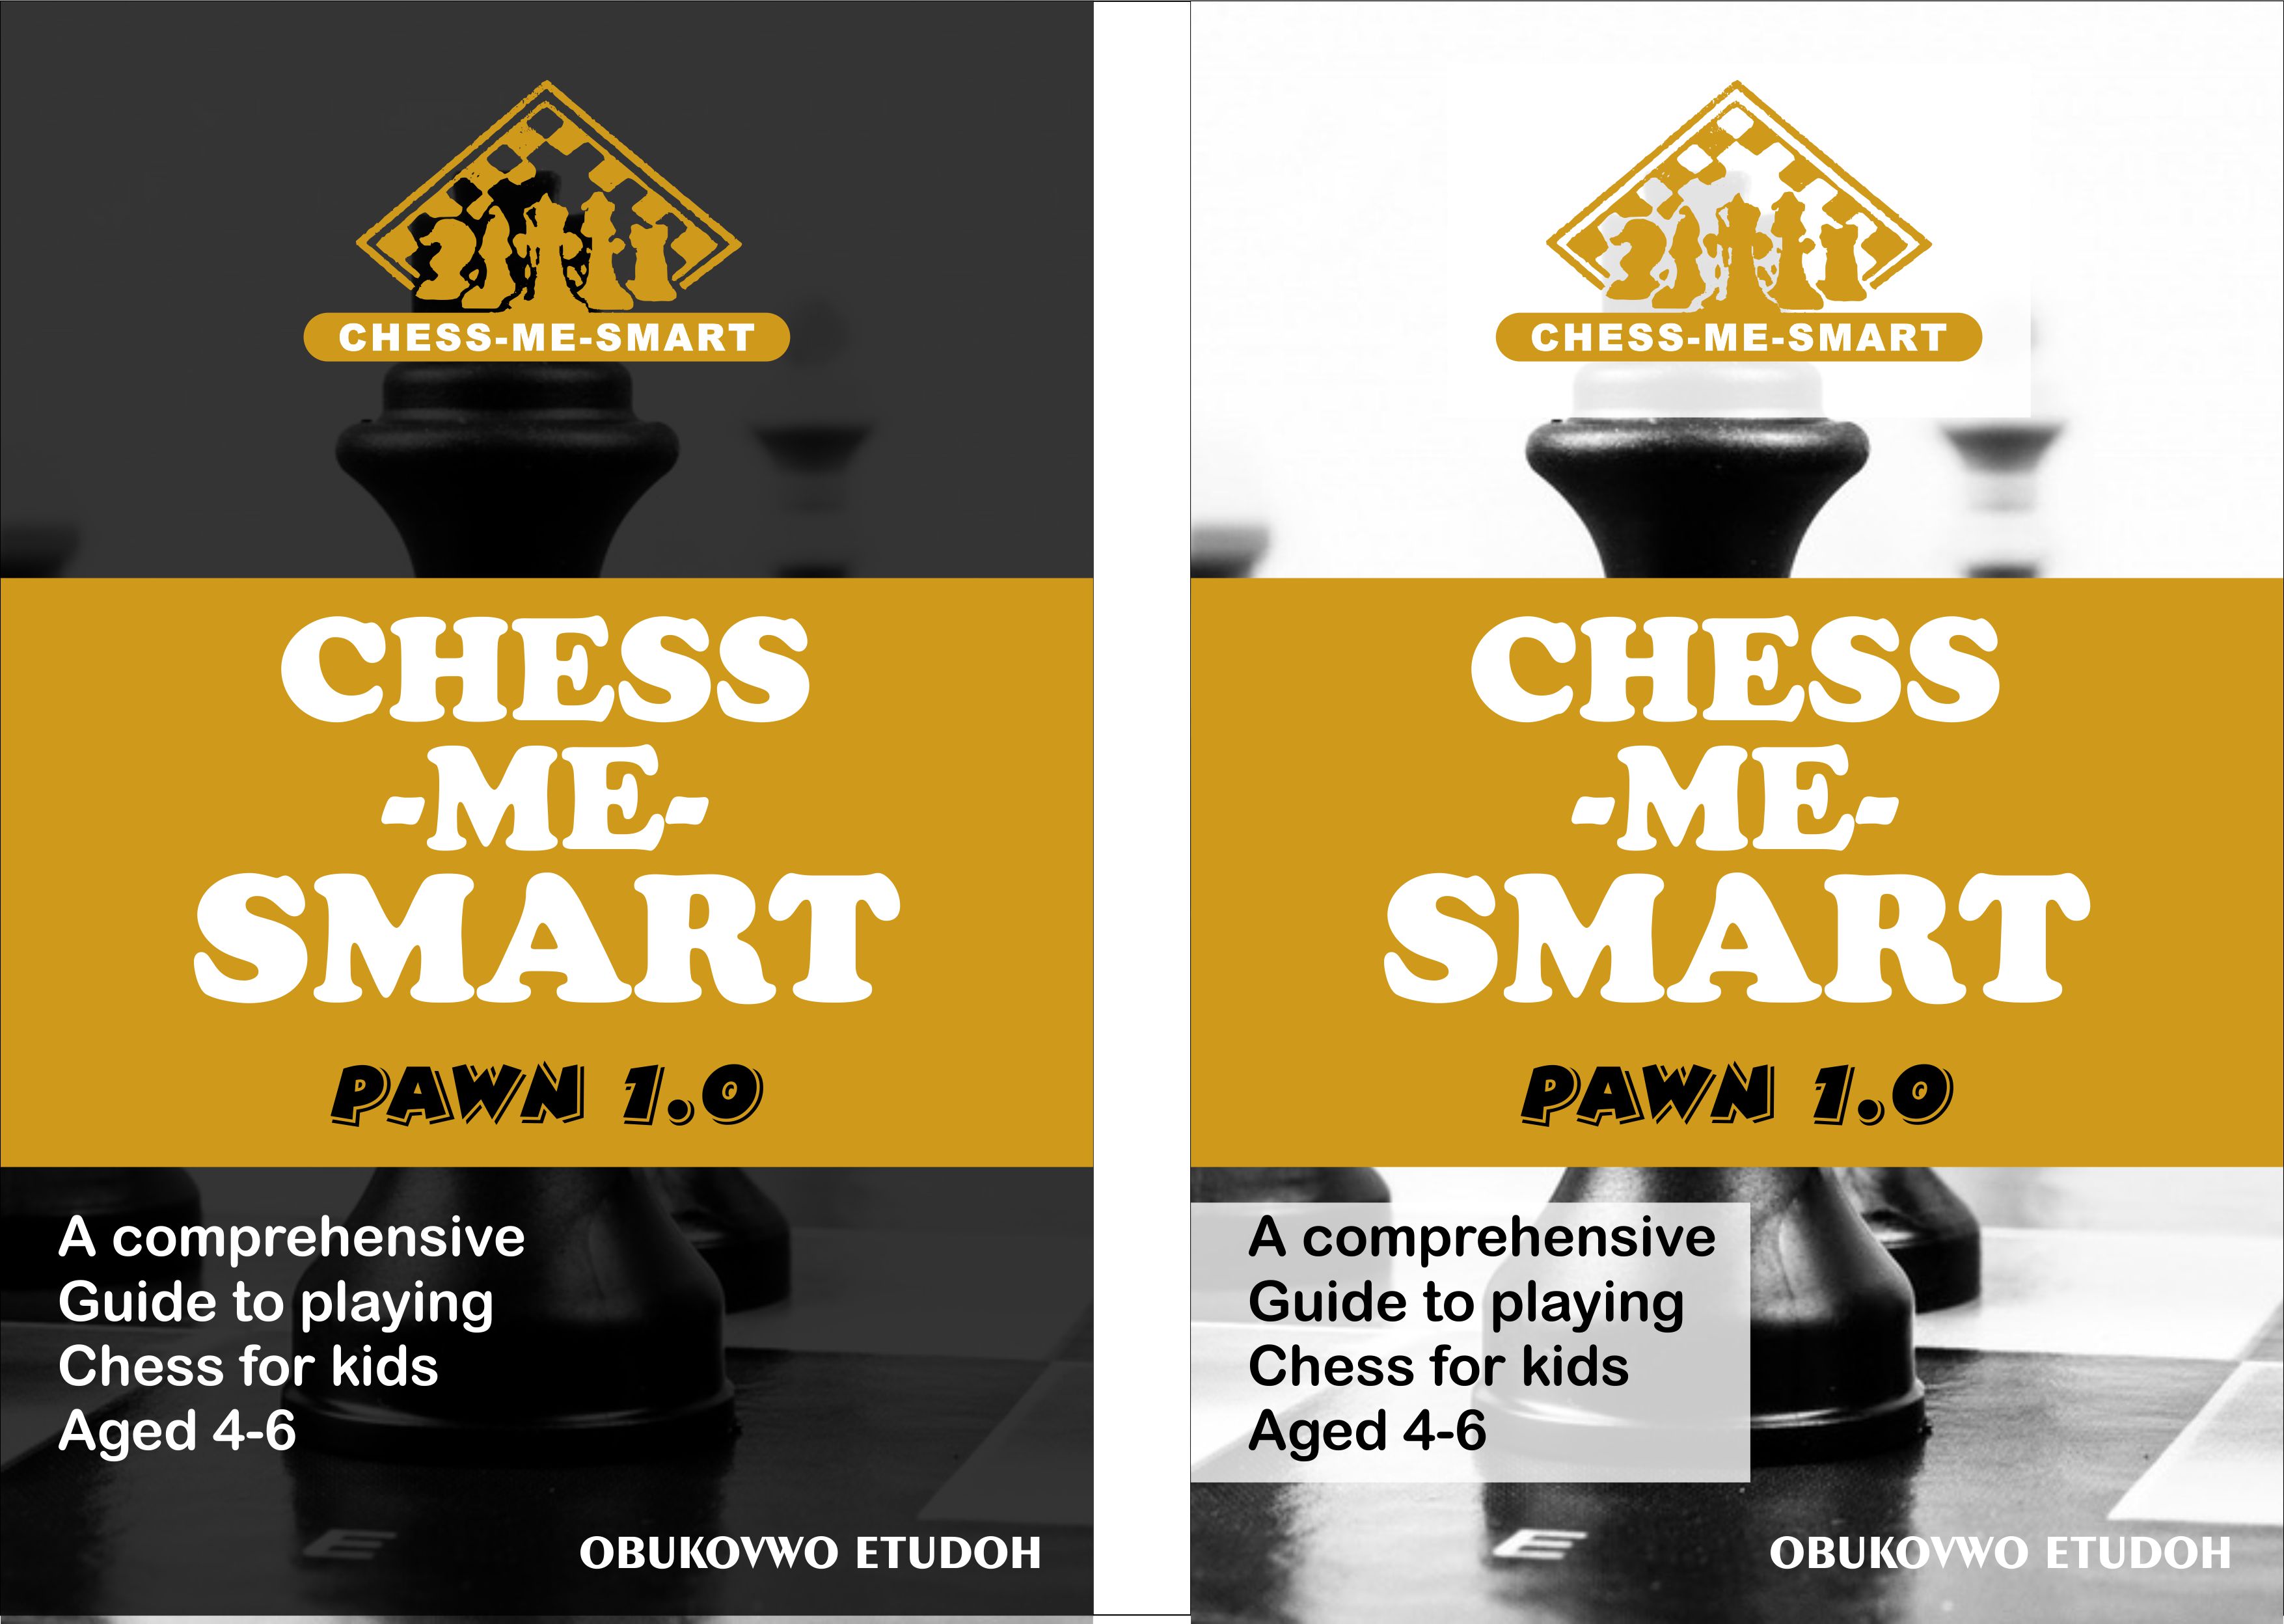 CHESS-ME-SMART
CHESS
-ME-
SMART
PAWN 1.0
A comprehensive
Guide to playing
Chess for kids
Aged 4-6
E
OBUKOVWO ETUDOH
CHESS-ME-SMART
CHESS
-ME-
SMART
PAWN 1.0
A comprehensive
Guide to playing
Chess for kids
Aged 4-6
E
OBUKOVWO ETUDOH